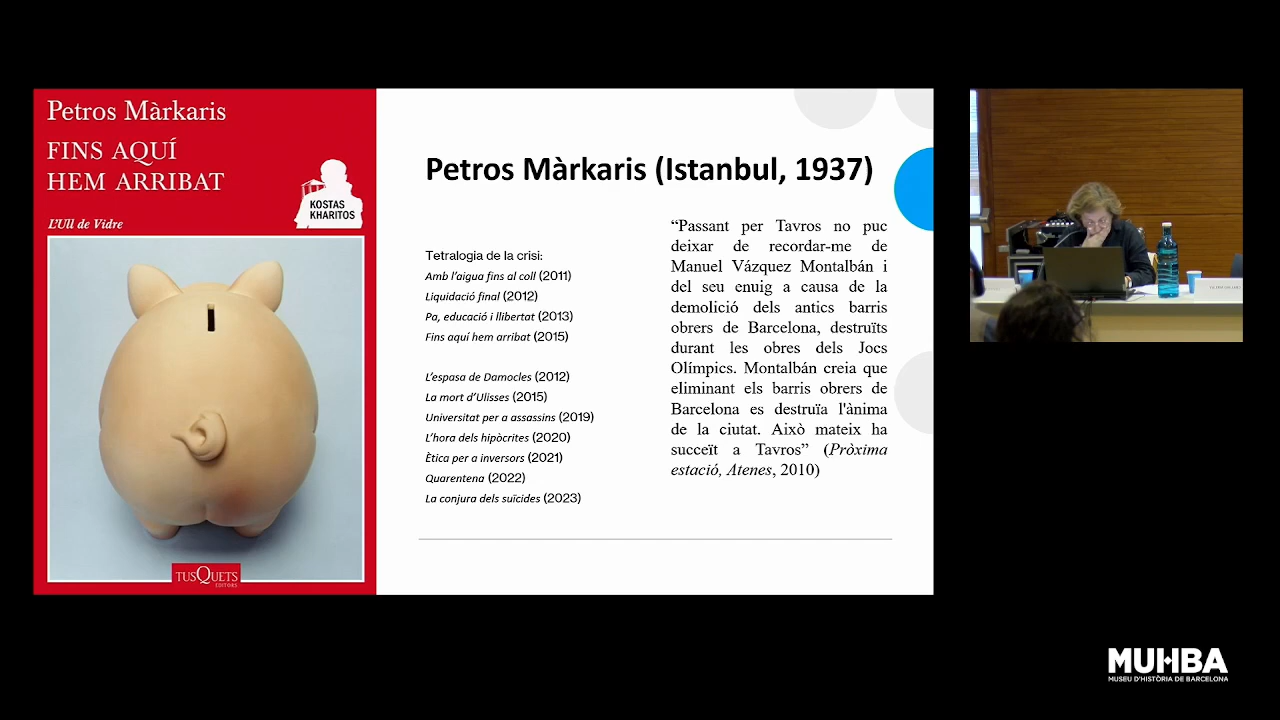 Petros Màrkaris
FINS AQUÍ
HEM ARRIBAT
KOSTAS
KHARITOS
L'Ull de Vidre
TUSQUETS
EDITORS
Petros Màrkaris (Istanbul, 1937)
Tetralogia de la crisi:
Amb l'aigua fins al coll (2011)
Liquidació final (2012)
Pa, educació i llibertat (2013)
Fins aquí hem arribat (2015)
L'espasa de Damocles (2012)
La mort d'Ulisses (2015)
Universitat per a assassins (2019)
L'hora dels hipòcrites (2020)
Ètica per a inversors (2021)
Quarentena (2022)
La conjura dels suïcides (2023)
“Passant per Tavros no puc
deixar de recordar-me de
Manuel Vázquez Montalbán i
del seu enuig a causa de la
demolició dels antics barris
obrers de Barcelona, destruïts
durant les obres dels Jocs
Olímpics. Montalbán creia que
eliminant els barris obrers de
Barcelona es destruïa l'ànima
de la ciutat. Això mateix ha
succeït a Tavros” (Pròxima
estació, Atenes, 2010)
MUHBA
MUSEU D'HISTÒRIA DE BARCELONA